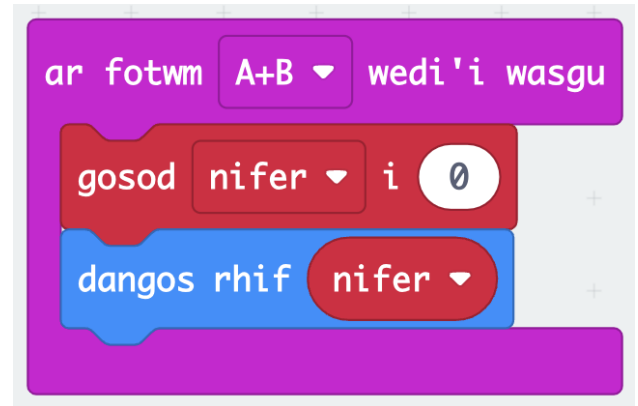 ar fotwm A+B wedi'i wasgu
gosod nifer i 0
dangos rhif nifer